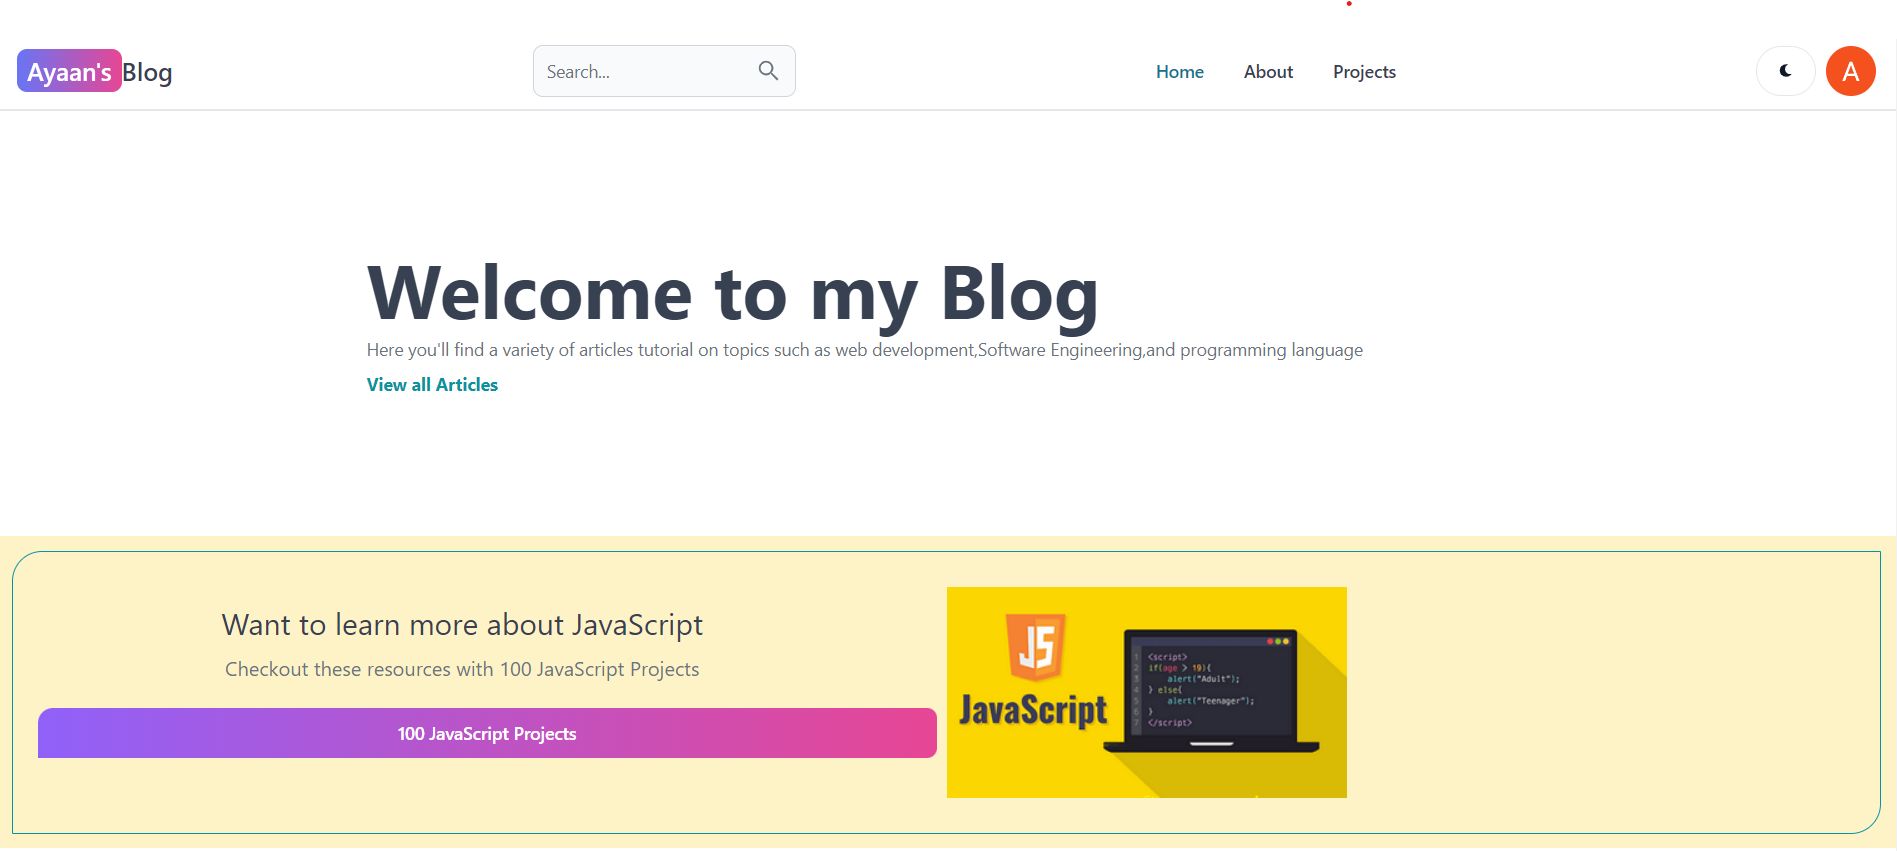 Ayaan's Blog
Search...
Home About Projects
A
Welcome to my Blog
Here you'll find a variety of articles tutorial on topics such as web development,Software Engineering,and programming language
View all Articles
Want to learn more about JavaScript
Checkout these resources with 100 JavaScript Projects
100 JavaScript Projects
JS
JavaScript
1 <script>
2 if(age > 19){
3 alert("Adult");
4 } else{
5 alert("Teenager");
6 }
7 </script>